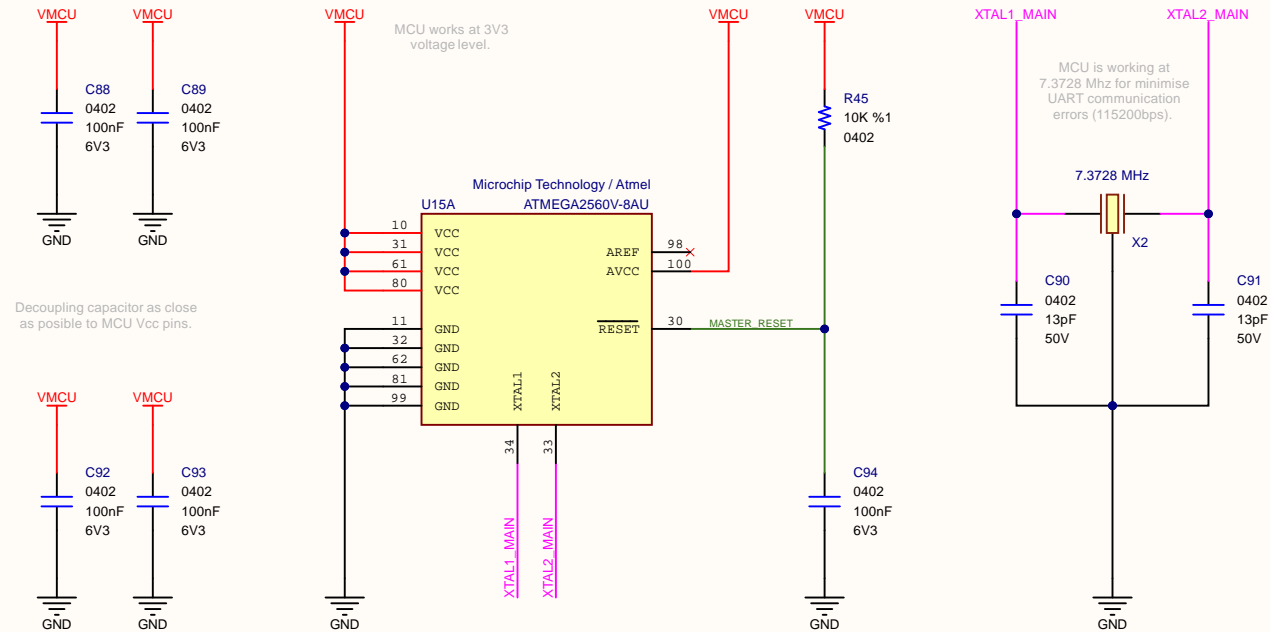 VMCU
VMCU
C88
0402
100nF
6V3
GND
C89
0402
100nF
6V3
GND
Decoupling capacitor as close
as posible to MCU Vcc pins.
VMCU
VMCU
C92
0402
100nF
6V3
GND
C93
0402
100nF
6V3
GND
VMCU
MCU works at 3V3
voltage level.
VMCU
Microchip Technology / Atmel
U15A
ATMEGA2560V-8AU
10 VCC
31 VCC
61 VCC
80 VCC
11 GND
32 GND
62 GND
81 GND
99 GND
AREF 98
AVCC 100
RESET 30
MASTER_RESET
XTAL1
XTAL2
34
33
XTAL1_MAIN
XTAL2_MAIN
GND
VMCU
R45
10K %1
0402
C94
0402
100nF
6V3
GND
XTAL1_MAIN
XTAL2_MAIN
MCU is working at
7.3728 Mhz for minimise
UART communication
errors (115200bps).
7.3728 MHz
X2
C90
0402
13pF
50V
C91
0402
13pF
50V
GND